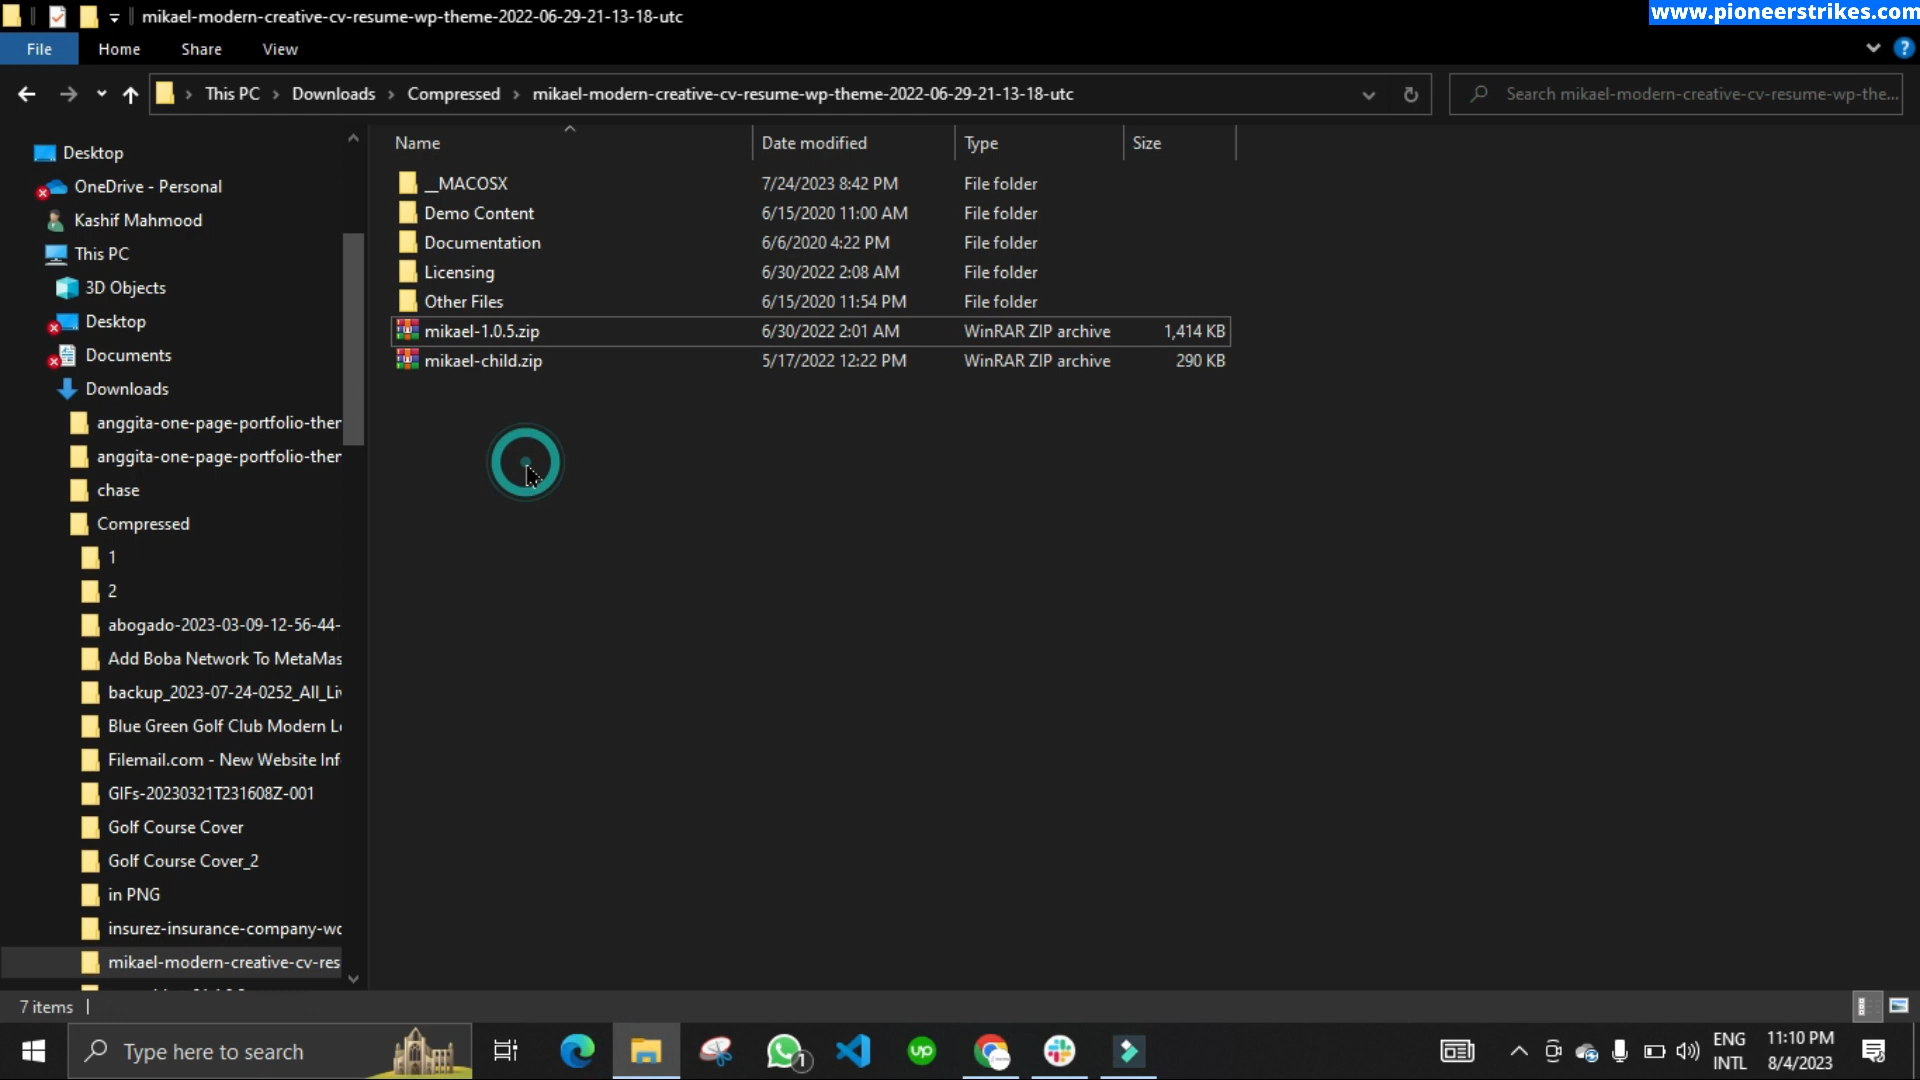 mikael-modern-creative-cv-resume-wp-theme-2022-06-29-21-13-18-utc
www.pioneerstrikes.com
File Home Share View
This PC > Downloads > Compressed > mikael-modern-creative-cv-resume-wp-theme-2022-06-29-21-13-18-utc
Search mikael-modern-creative-cv-resume-wp-the...
Name Date modified Type Size
__MACOSX 7/24/2023 8:42 PM File folder
Demo Content 6/15/2020 11:00 AM File folder
Documentation 6/6/2020 4:22 PM File folder
Licensing 6/30/2022 2:08 AM File folder
Other Files 6/15/2020 11:54 PM File folder
mikael-1.0.5.zip 6/30/2022 2:01 AM WinRAR ZIP archive 1,414 KB
mikael-child.zip 5/17/2022 12:22 PM WinRAR ZIP archive 290 KB
Desktop
OneDrive - Personal
Kashif Mahmood
This PC
3D Objects
Desktop
Documents
Downloads
anggita-one-page-portfolio-ther
anggita-one-page-portfolio-ther
chase
Compressed
1
2
abogado-2023-03-09-12-56-44-
Add Boba Network To MetaMas
backup_2023-07-24-0252_All_Liv
Blue Green Golf Club Modern L
Filemail.com - New Website Inf
GIFs-20230321T231608Z-001
Golf Course Cover
Golf Course Cover_2
in PNG
insurez-insurance-company-wo
mikael-modern-creative-cv-res
7 items
Type here to search
1
ENG
INTL
11:10 PM
8/4/2023